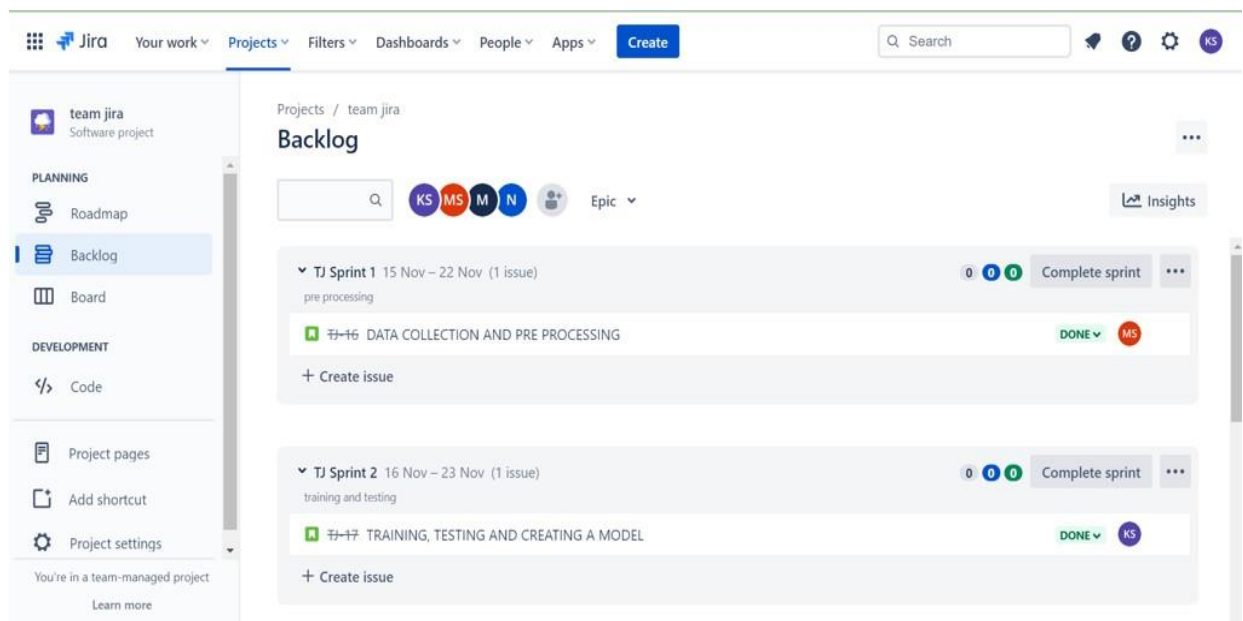 Jira Your work Projects Filters Dashboards People Apps Create Search KS
team jira
Software project
PLANNING
Roadmap
Backlog
Board
DEVELOPMENT
Code
Project pages
Add shortcut
Project settings
You're in a team-managed project
Learn more
Projects / team jira
Backlog
KS MS M N Epic Insights
TJ Sprint 1 15 Nov – 22 Nov (1 issue) 0 0 0 Complete sprint
pre processing
TJ-16 DATA COLLECTION AND PRE PROCESSING DONE MS
+ Create issue
TJ Sprint 2 16 Nov – 23 Nov (1 issue) 0 0 0 Complete sprint
training and testing
TJ-17 TRAINING, TESTING AND CREATING A MODEL DONE KS
+ Create issue